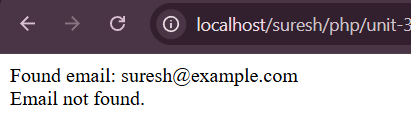 localhost/suresh/php/unit-3
Found email: suresh@example.com
Email not found.